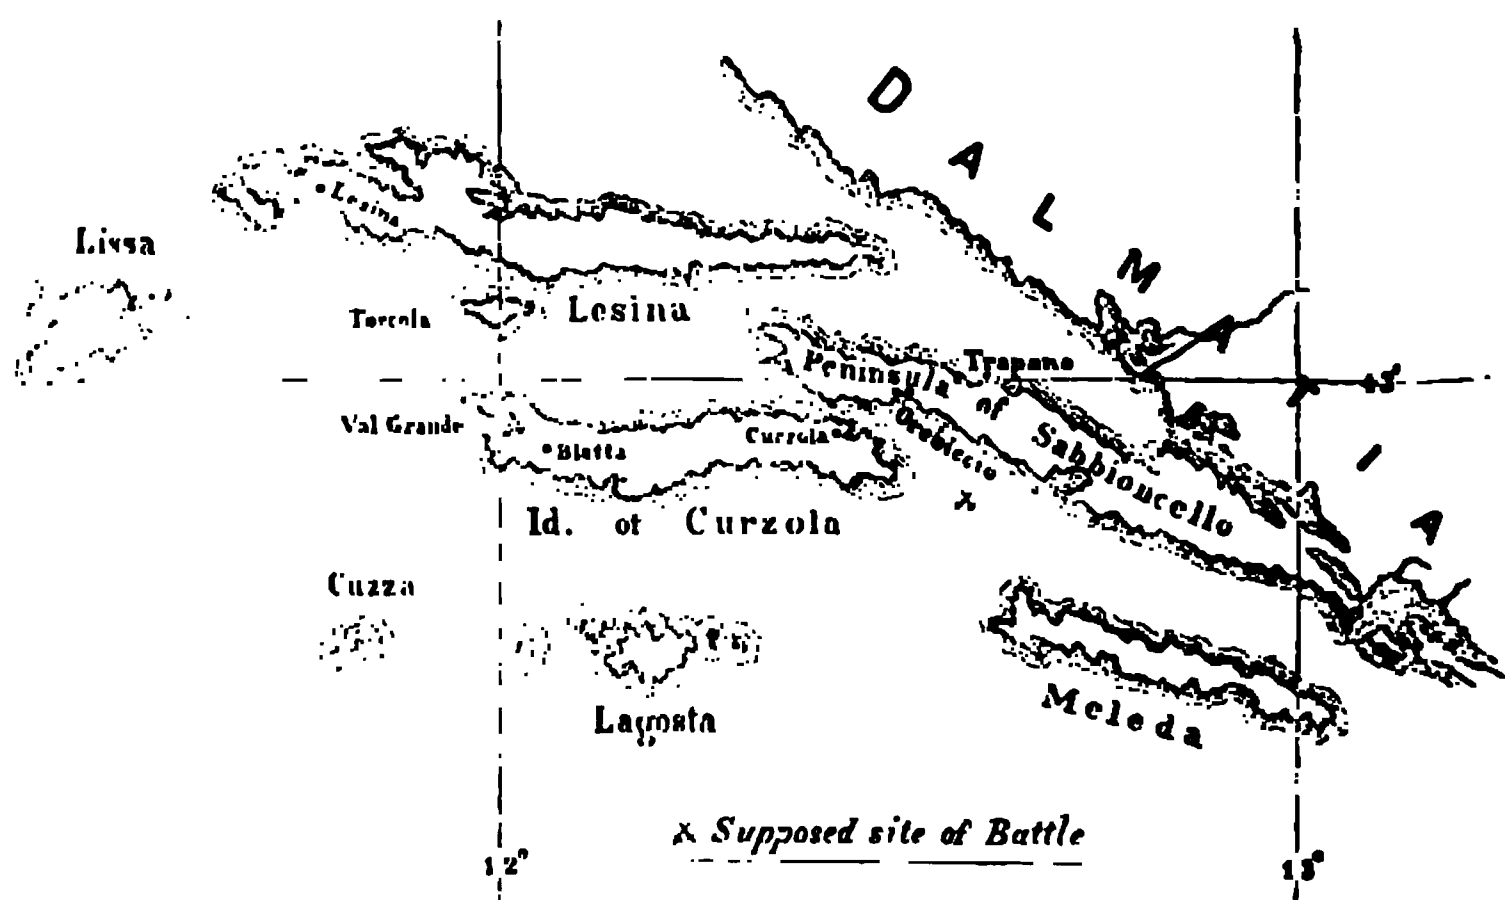 DALMATIA
Lesina
Lissa
Lesina
Torcola
Trapano
Peninsula of Sabbioncello
43°
Val Grande
Curzola
Orebiccio
Blatta
x
Id. of Curzola
Cuzza
Lagosta
Meleda
x Supposed site of Battle
12°
13°